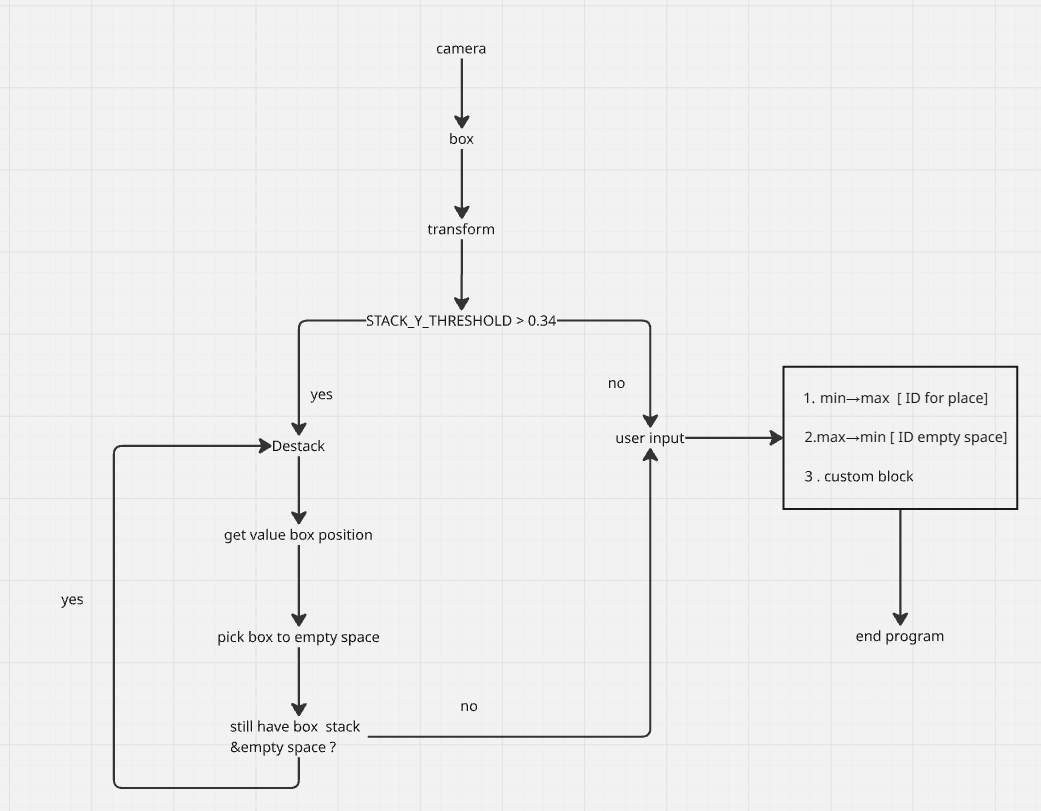 camera
box
transform
STACK_Y_THRESHOLD > 0.34
yes
no
Destack
user input
1. min→max [ ID for place]
2.max→min [ ID empty space]
3 . custom block
get value box position
yes
pick box to empty space
end program
no
still have box stack
&empty space ?